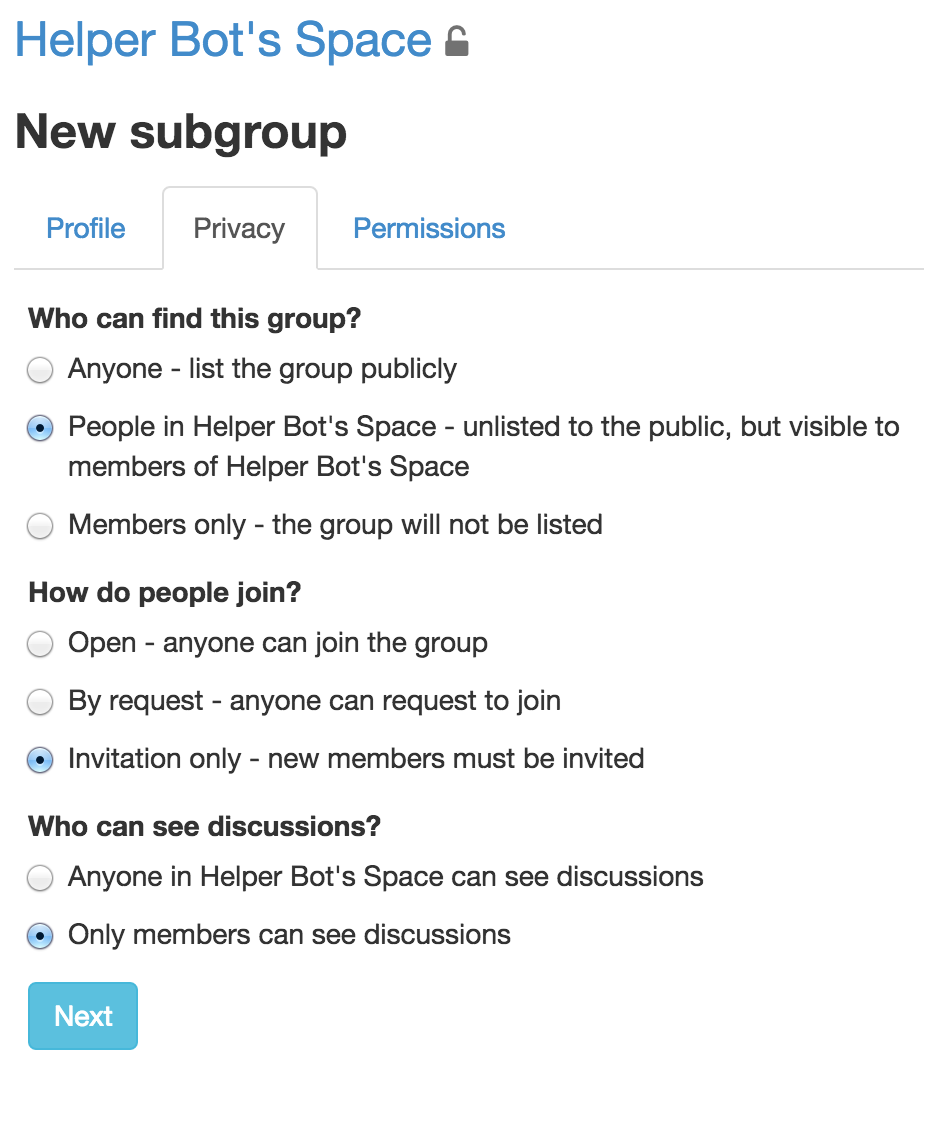 Helper Bot's Space
New subgroup
Profile
Privacy
Permissions
Who can find this group?
Anyone - list the group publicly
People in Helper Bot's Space - unlisted to the public, but visible to
members of Helper Bot's Space
Members only - the group will not be listed
How do people join?
Open - anyone can join the group
By request - anyone can request to join
Invitation only - new members must be invited
Who can see discussions?
Anyone in Helper Bot's Space can see discussions
Only members can see discussions
Next